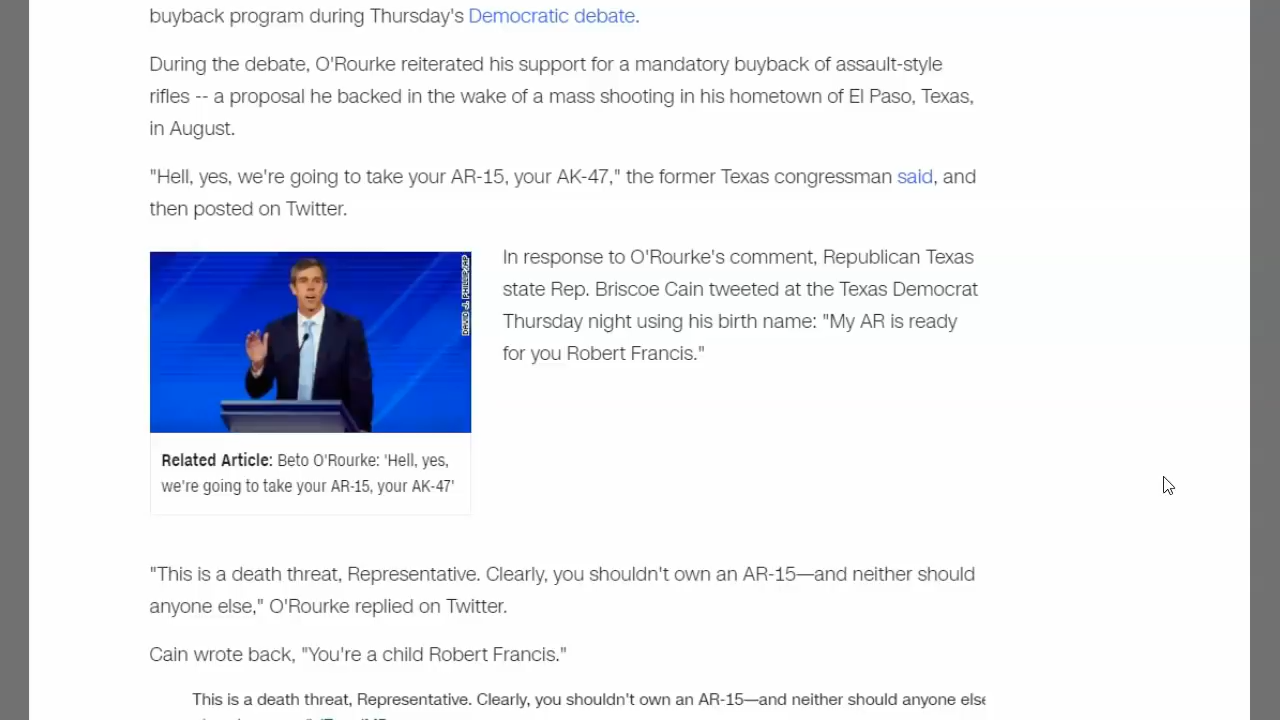 buyback program during Thursday's Democratic debate.
During the debate, O'Rourke reiterated his support for a mandatory buyback of assault-style
rifles -- a proposal he backed in the wake of a mass shooting in his hometown of El Paso, Texas,
in August.
"Hell, yes, we're going to take your AR-15, your AK-47," the former Texas congressman said, and
then posted on Twitter.
DAVID J. PHILLIP/AP
Related Article: Beto O'Rourke: 'Hell, yes,
we're going to take your AR-15, your AK-47'
In response to O'Rourke's comment, Republican Texas
state Rep. Briscoe Cain tweeted at the Texas Democrat
Thursday night using his birth name: "My AR is ready
for you Robert Francis."
"This is a death threat, Representative. Clearly, you shouldn't own an AR-15—and neither should
anyone else," O'Rourke replied on Twitter.
Cain wrote back, "You're a child Robert Francis."
This is a death threat, Representative. Clearly, you shouldn't own an AR-15—and neither should anyone else